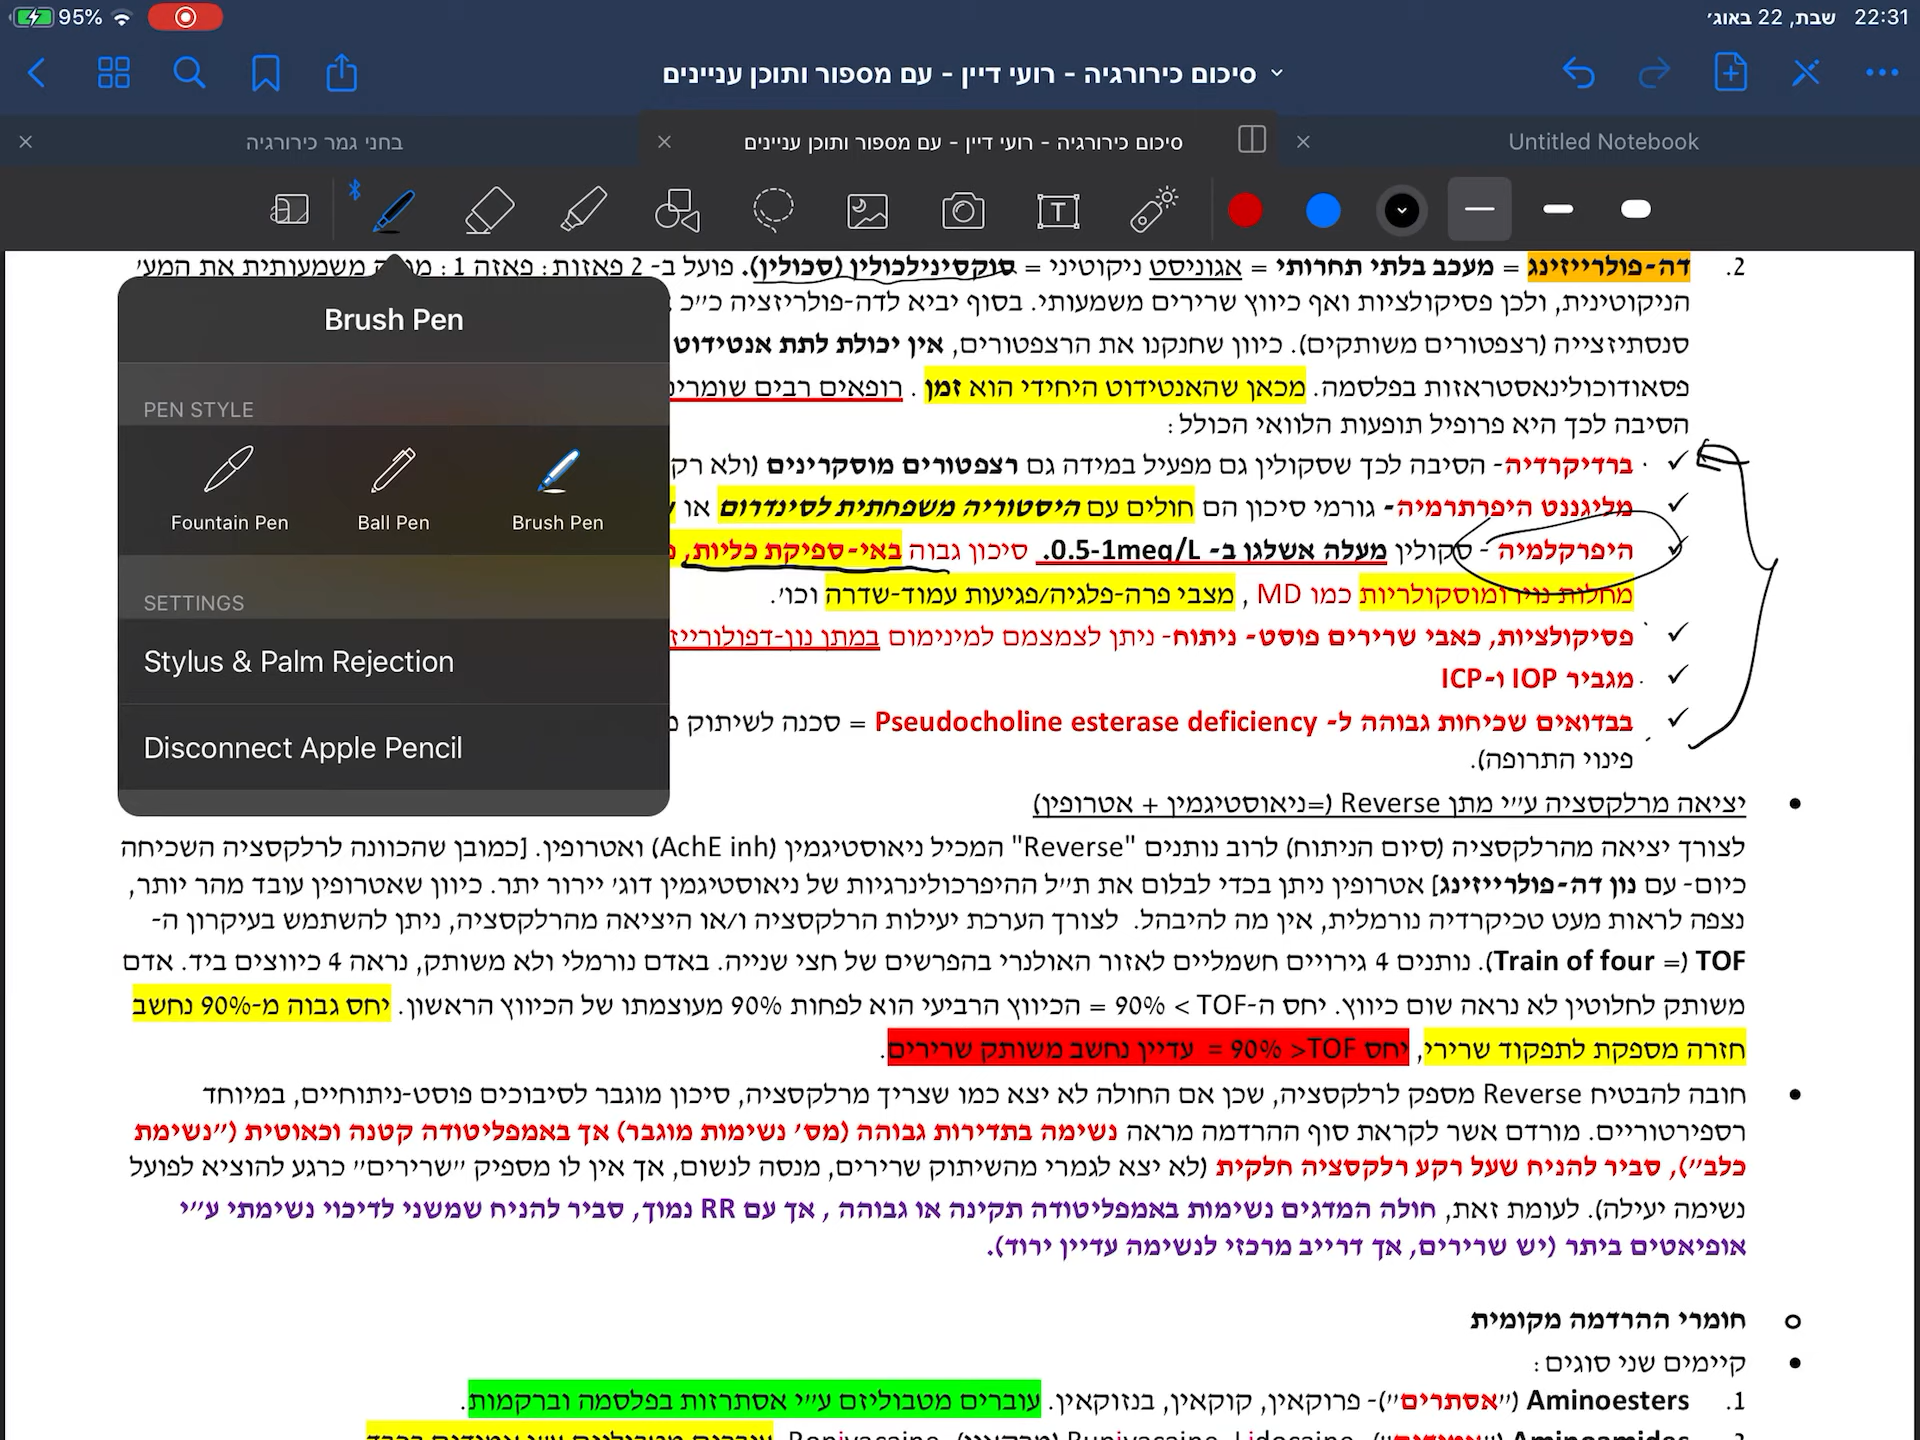 95%
שבת, 22 באוג׳ 22:31
סיכום כירורגיה - רועי דיין - עם מספור ותוכן עניינים
בחני גמר כירורגיה
סיכום כירורגיה - רועי דיין - עם מספור ותוכן עניינים
Untitled Notebook
Brush Pen
PEN STYLE
Fountain Pen
Ball Pen
Brush Pen
SETTINGS
Stylus & Palm Rejection
Disconnect Apple Pencil
2. דה-פולרייזינג = מעכב בלתי תחרותי = אגוניסט ניקוטיני = סוקסינילכולין (סכולין). פועל ב- 2 פאזות: פאזה 1: משמעותית את המע׳
הניקוטינית, ולכן פסיקולציות ואף כיווץ שרירים משמעותי. בסוף יביא לדה-פולריזציה כ״כ
סנסתיזצייה (רצפטורים משותקים). כיוון שחנקנו את הרצפטורים, אין יכולת לתת אנטידוט
פסאודוכולינאסטראזות בפלסמה. מכאן שהאנטידוט היחידי הוא זמן. רופאים רבים
הסיבה לכך היא פרופיל תופעות הלוואי הכולל:
✓ ברדיקרדיה- הסיבה לכך שסקולין גם מפעיל במידה גם רצפטורים מוסקרינים (ולא רק
✓ מליגננט היפרתרמיה- גורמי סיכון הם חולים עם היסטוריה משפחתית לסינדרום או
✓ היפרקלמיה - סקולין מעלה אשלגן ב- 0.5-1meq/L. סיכון גבוה באי-ספיקת כליות,
מחלות נוירומוסקולריות כמו MD, מצבי פרה-פלגיה/פגיעות עמוד-שדרה וכו׳.
✓ פסיקולציות, כאבי שרירים פוסט- ניתוח- ניתן לצמצמם למינימום במתן
✓ מגביר IOP ו-ICP
✓ בבדואים שכיחות גבוהה ל- Pseudocholine esterase deficiency = סכנה לשיתוק
פינוי התרופה).
• יציאה מרלקסציה ע״י מתן Reverse (=ניאוסטיגמין + אטרופין)
לצורך יציאה מהרלקסציה (סיום הניתוח) לרוב נותנים "Reverse" המכיל ניאוסטיגמין (AchE inh) ואטרופין. [כמובן שהכוונה לרלקסציה השכיחה
כיום- עם נון דה-פולרייזינג] אטרופין ניתן בכדי לבלום את ת״ל ההיפרכולינרגיות של ניאוסטיגמין דוג׳ יירור יתר. כיוון שאטרופין עובד מהר יותר,
נצפה לראות מעט טכיקרדיה נורמלית, אין מה להיבהל. לצורך הערכת יעילות הרלקסציה ו/או היציאה מהרלקסציה, ניתן להשתמש בעיקרון ה-
TOF (= Train of four). נותנים 4 גירויים חשמליים לאזור האולנרי בהפרשים של חצי שנייה. באדם נורמלי ולא משותק, נראה 4 כיווצים ביד. אדם
משותק לחלוטין לא נראה שום כיווץ. יחס ה-TOF > 90% = הכיווץ הרביעי הוא לפחות 90% מעוצמתו של הכיווץ הראשון. יחס גבוה מ-90% נחשב
חזרה מספקת לתפקוד שרירי, יחס TOF< 90% = עדיין נחשב משותק שרירים.
• חובה להבטיח Reverse מספק לרלקסציה, שכן אם החולה לא יצא כמו שצריך מרלקסציה, סיכון מוגבר לסיבוכים פוסט-ניתוחיים, במיוחד
רספירטוריים. מורדם אשר לקראת סוף ההרדמה מראה נשימה בתדירות גבוהה (מס׳ נשימות מוגבר) אך באמפליטודה קטנה וכאוטית (״נשימת
כלב״), סביר להניח שעל רקע רלקסציה חלקית (לא יצא לגמרי מהשיתוק שרירים, מנסה לנשום, אך אין לו מספיק ״שרירים״ כרגע להוציא לפועל
נשימה יעילה). לעומת זאת, חולה המדגים נשימות באמפליטודה תקינה או גבוהה, אך עם RR נמוך, סביר להניח שמשני לדיכוי נשימתי ע״י
אופיאטים ביתר (יש שרירים, אך דרייב מרכזי לנשימה עדיין ירוד).
חומרי ההרדמה מקומית
• קיימים שני סוגים:
1. Aminoesters (״אסתרים״)- פרוקאין, קוקאין, בנזוקאין. עוברים מטבוליזם ע״י אסתרזות בפלסמה וברקמות.